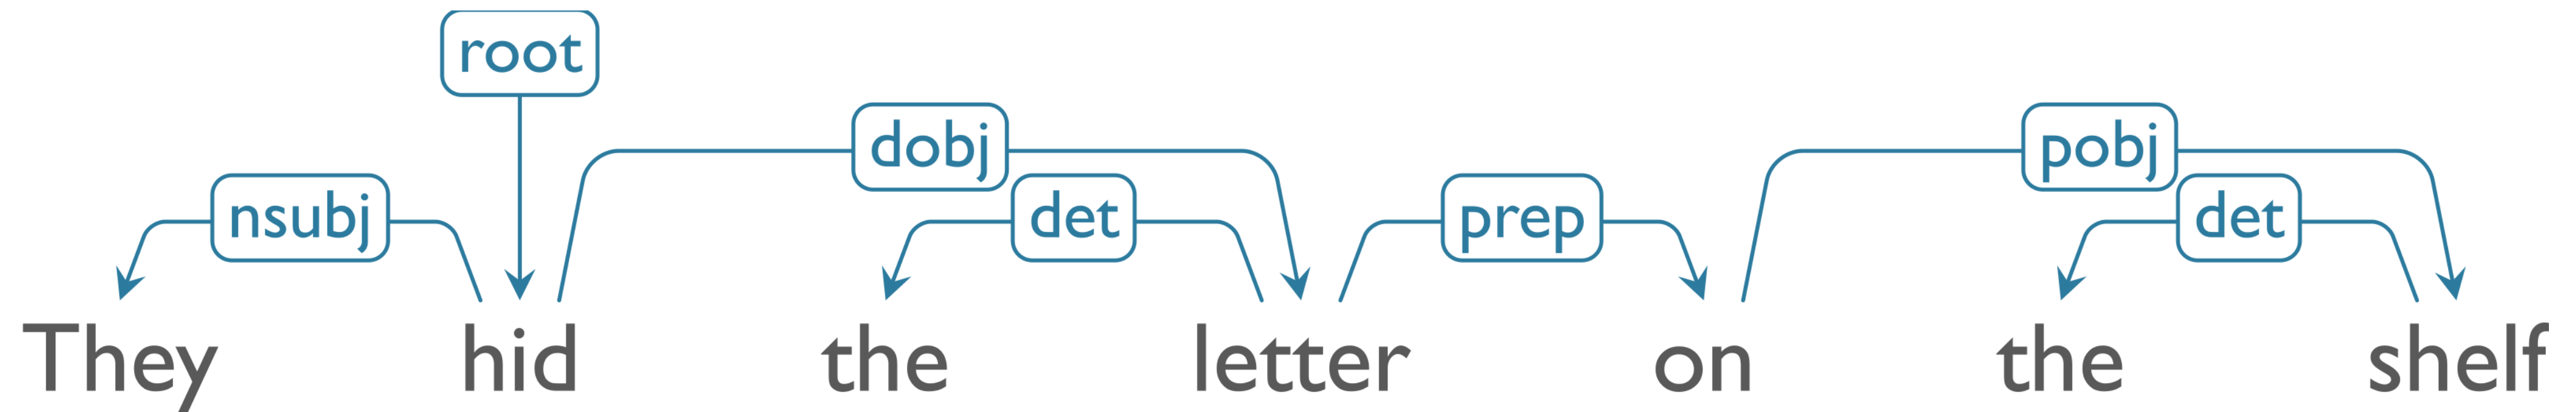 root
dobj pobj
nsubj det prep det
They hid the letter on the shelf